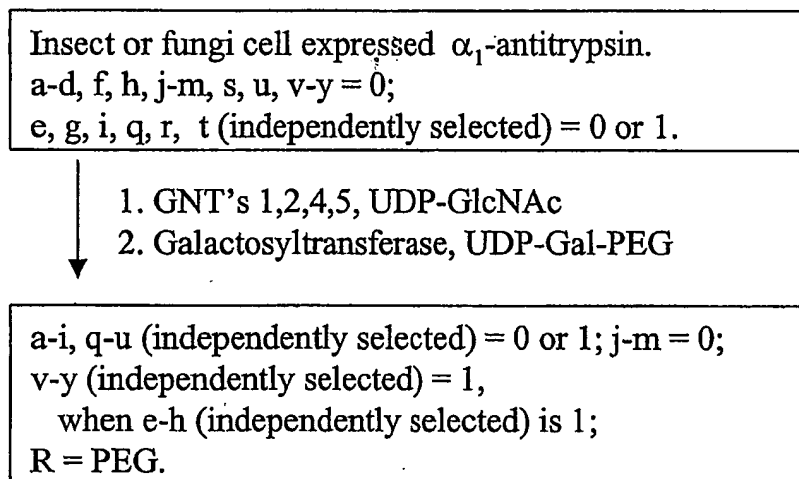 Insect or fungi cell expressed α₁-antitrypsin.
a-d, f, h, j-m, s, u, v-y = 0;
e, g, i, q, r, t (independently selected) = 0 or 1.
1. GNT's 1,2,4,5, UDP-GlcNAc
2. Galactosyltransferase, UDP-Gal-PEG
a-i, q-u (independently selected) = 0 or 1; j-m = 0;
v-y (independently selected) = 1,
when e-h (independently selected) is 1;
R = PEG.